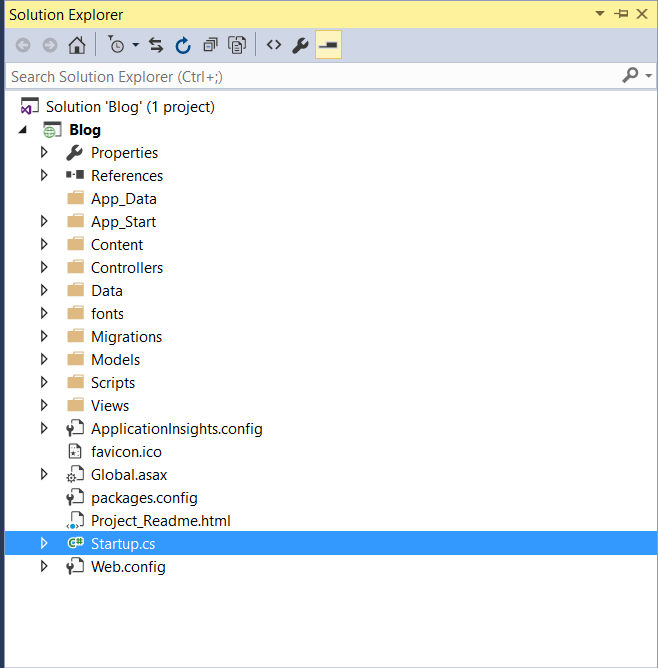 Solution Explorer
Search Solution Explorer (Ctrl+;)
Solution 'Blog' (1 project)
Blog
Properties
References
App_Data
App_Start
Content
Controllers
Data
fonts
Migrations
Models
Scripts
Views
ApplicationInsights.config
favicon.ico
Global.asax
packages.config
Project_Readme.html
C# Startup.cs
Web.config